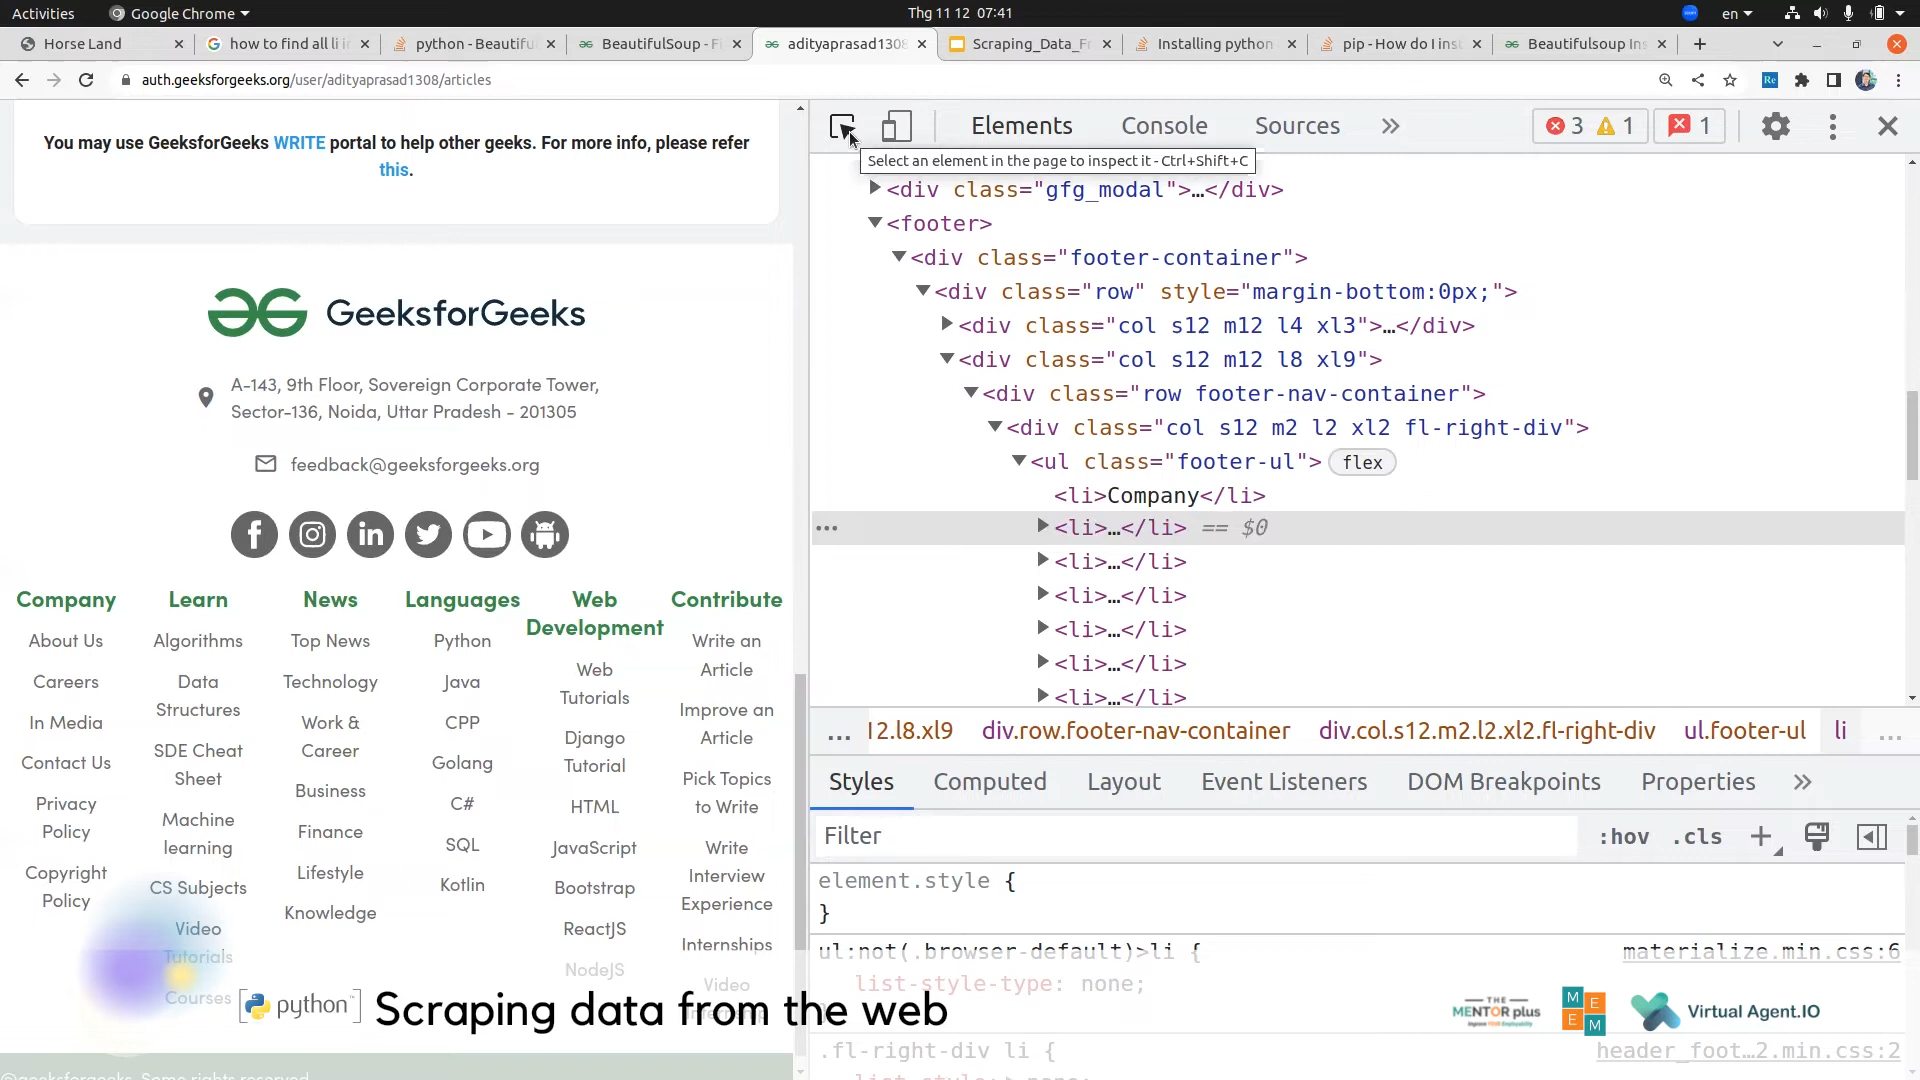 Activities
Google Chrome
Thg 11 12 07:41
en
Horse Land
how to find all li i
python - Beautiful
BeautifulSoup - Fi
adityaprasad1308
Scraping_Data_Fr
Installing python
pip - How do I inst
Beautifulsoup Ins
auth.geeksforgeeks.org/user/adityaprasad1308/articles
Re
You may use GeeksforGeeks WRITE portal to help other geeks. For more info, please refer
this.
GeeksforGeeks
A-143, 9th Floor, Sovereign Corporate Tower,
Sector-136, Noida, Uttar Pradesh - 201305
feedback@geeksforgeeks.org
Company
About Us
Careers
In Media
Contact Us
Privacy
Policy
Copyright
Policy
Learn
Algorithms
Data
Structures
SDE Cheat
Sheet
Machine
learning
CS Subjects
Video
Tutorials
Courses
News
Top News
Technology
Work &
Career
Business
Finance
Lifestyle
Knowledge
Languages
Python
Java
CPP
Golang
C#
SQL
Kotlin
Web
Development
Web
Tutorials
Django
Tutorial
HTML
JavaScript
Bootstrap
ReactJS
NodeJS
Contribute
Write an
Article
Improve an
Article
Pick Topics
to Write
Write
Interview
Experience
Internships
Video
@geeksforgeeks, Some rights reserved
Elements
Console
Sources
3
1
1
Select an element in the page to inspect it - Ctrl+Shift+C
<div class="gfg_modal">…</div>
<footer>
<div class="footer-container">
<div class="row" style="margin-bottom:0px;">
<div class="col s12 m12 l4 xl3">…</div>
<div class="col s12 m12 l8 xl9">
<div class="row footer-nav-container">
<div class="col s12 m2 l2 xl2 fl-right-div">
<ul class="footer-ul"> flex
<li>Company</li>
<li>…</li> == $0
<li>…</li>
<li>…</li>
<li>…</li>
<li>…</li>
<li>…</li>
… 12.l8.xl9 div.row.footer-nav-container div.col.s12.m2.l2.xl2.fl-right-div ul.footer-ul li …
Styles Computed Layout Event Listeners DOM Breakpoints Properties
Filter
:hov .cls
element.style {
}
ul:not(.browser-default)>li { materialize.min.css:6
list-style-type: none;
.fl-right-div li { header_foot…2.min.css:2
python Scraping data from the web
THE
MENTOR plus
M E
E M
Virtual Agent.IO